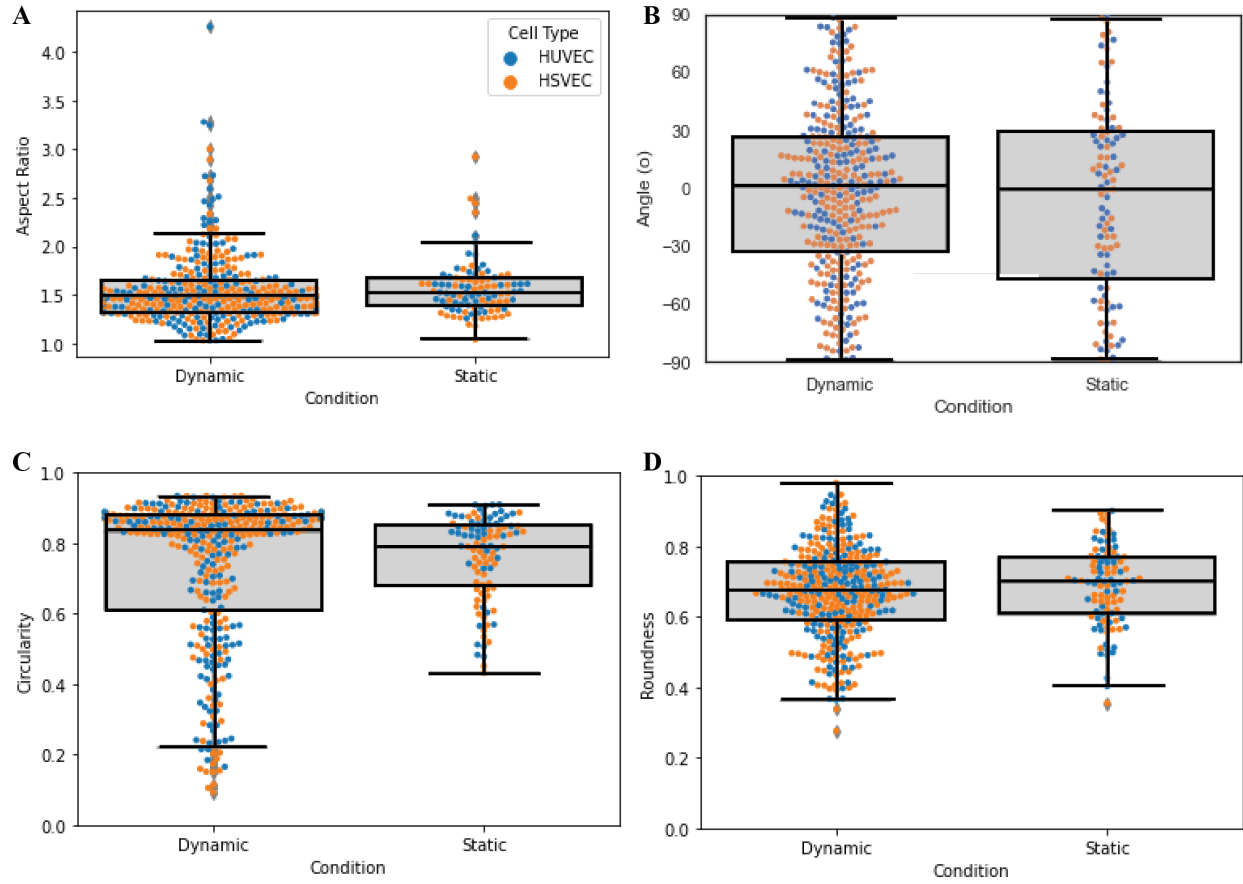 A
Cell Type
HUVEC
HSVEC
4.0
3.5
3.0
2.5
2.0
1.5
1.0
Aspect Ratio
Dynamic
Static
Condition
B
90
60
30
0
−30
−60
−90
Angle (o)
Dynamic
Static
Condition
C
1.0
0.8
0.6
0.4
0.2
0.0
Circularity
Dynamic
Static
Condition
D
1.0
0.8
0.6
0.4
0.2
0.0
Roundness
Dynamic
Static
Condition